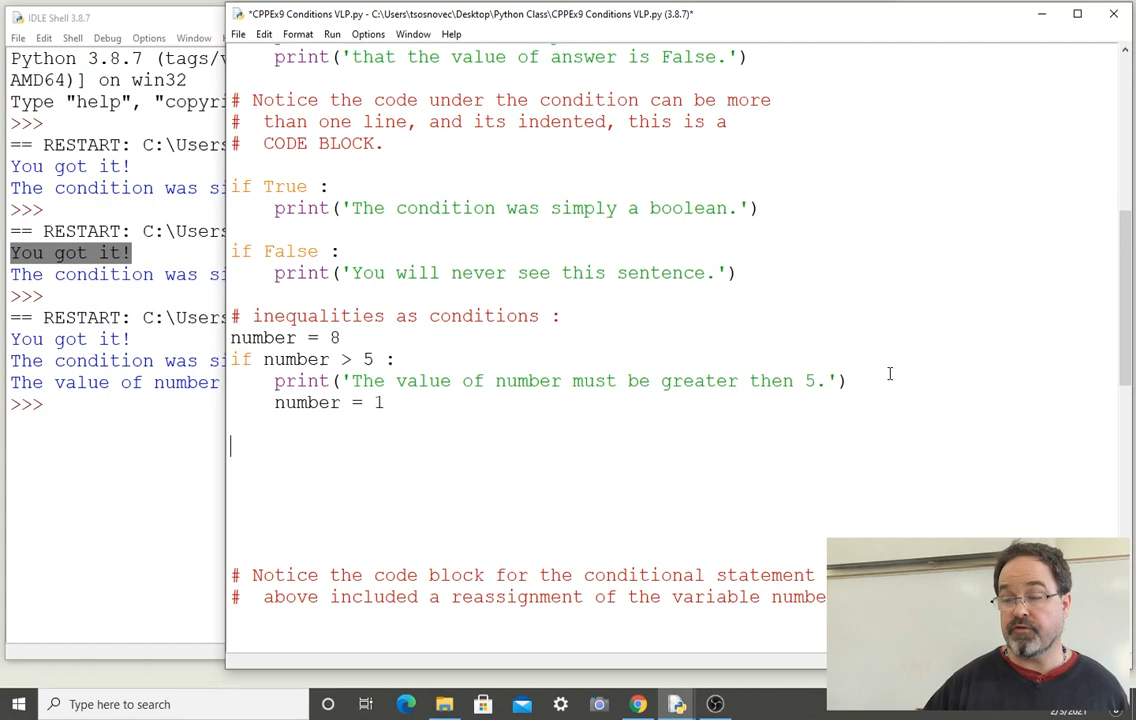 IDLE Shell 3.8.7
File Edit Shell Debug Options Window
Python 3.8.7 (tags/
AMD64)] on win32
Type "help", "copyri
>>>
== RESTART: C:\Users
You got it!
The condition was si
>>>
== RESTART: C:\Users
You got it!
The condition was si
>>>
== RESTART: C:\Users
You got it!
The condition was si
The value of number
>>>
*CPPEx9 Conditions VLP.py - C:\Users\tsosnovec\Desktop\Python Class\CPPEx9 Conditions VLP.py (3.8.7)*
File Edit Format Run Options Window Help
print('that the value of answer is False.')
# Notice the code under the condition can be more
#  than one line, and its indented, this is a
#  CODE BLOCK.
if True :
    print('The condition was simply a boolean.')
if False :
    print('You will never see this sentence.')
# inequalities as conditions :
number = 8
if number > 5 :
    print('The value of number must be greater then 5.')
    number = 1
# Notice the code block for the conditional statement
#  above included a reassignment of the variable numbe
Type here to search
2/3/2021